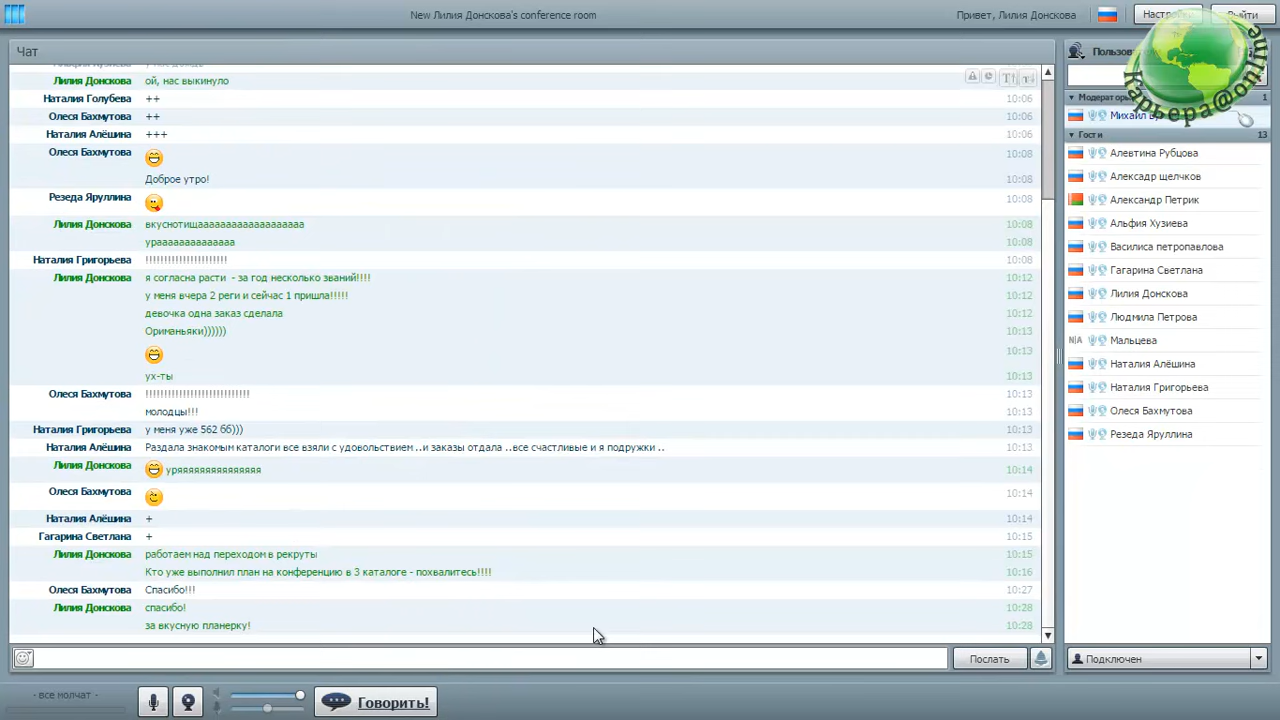 New Лилия Донскова's conference room
Привет, Лилия Донскова
Выйти
Чат
Лилия Донскова ой, нас выкинуло
Наталия Голубева ++ 10:06
Олеся Бахмутова ++ 10:06
Наталия Алёшина +++ 10:06
Олеся Бахмутова 10:08
Доброе утро! 10:08
Резеда Яруллина 10:08
Лилия Донскова вкуснотищааааааааааааааааааа 10:08
урааааааааааааа 10:08
Наталия Григорьева !!!!!!!!!!!!!!!!!!!!!! 10:08
Лилия Донскова я согласна расти - за год несколько званий!!!! 10:12
у меня вчера 2 реги и сейчас 1 пришла!!!!! 10:12
девочка одна заказ сделала 10:12
Ориманьяки)))))) 10:13
10:13
ух-ты 10:13
Олеся Бахмутова !!!!!!!!!!!!!!!!!!!!!!!!!!!! 10:13
молодцы!!! 10:13
Наталия Григорьева у меня уже 562 бб))) 10:13
Наталия Алёшина Раздала знакомым каталоги все взяли с удовольствием ..и заказы отдала ..все счастливые и я подружки .. 10:13
Лилия Донскова уряяяяяяяяяяяяяяя 10:14
Олеся Бахмутова 10:14
Наталия Алёшина + 10:14
Гагарина Светлана + 10:15
Лилия Донскова работаем над переходом в рекруты 10:15
Кто уже выполнил план на конференцию в 3 каталоге - похвалитесь!!!! 10:16
Олеся Бахмутова Спасибо!!! 10:27
Лилия Донскова спасибо! 10:28
за вкусную планерку! 10:28
Послать
- все молчат -
Говорить!
Карьера@online
Модераторы 1
Михаил
Гости 13
Алевтина Рубцова
Алексадр щелчков
Александр Петрик
Альфия Хузиева
Василиса петропавлова
Гагарина Светлана
Лилия Донскова
Людмила Петрова
N/A Мальцева
Наталия Алёшина
Наталия Григорьева
Олеся Бахмутова
Резеда Яруллина
Подключен